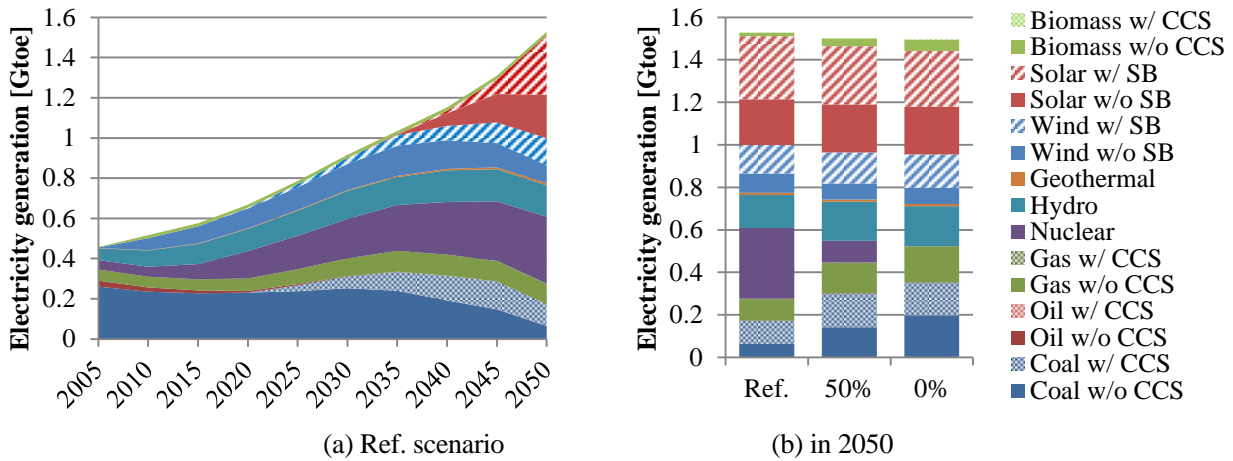 Electricity generation [Gtoe]
1.6
1.4
1.2
1
0.8
0.6
0.4
0.2
0
2005
2010
2015
2020
2025
2030
2035
2040
2045
2050
(a) Ref. scenario
Electricity generation [Gtoe]
1.6
1.4
1.2
1
0.8
0.6
0.4
0.2
0
Ref.
50%
0%
(b) in 2050
Biomass w/ CCS
Biomass w/o CCS
Solar w/ SB
Solar w/o SB
Wind w/ SB
Wind w/o SB
Geothermal
Hydro
Nuclear
Gas w/ CCS
Gas w/o CCS
Oil w/ CCS
Oil w/o CCS
Coal w/ CCS
Coal w/o CCS